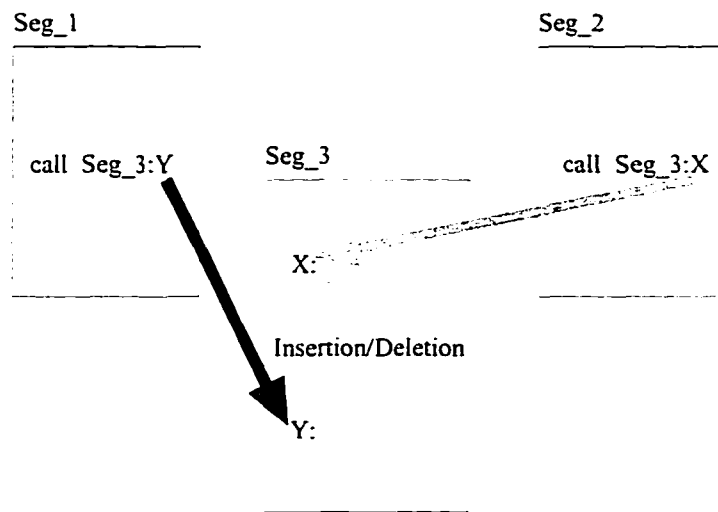 Seg_1
Seg_2
call Seg_3:Y
Seg_3
call Seg_3:X
X:
Insertion/Deletion
Y: